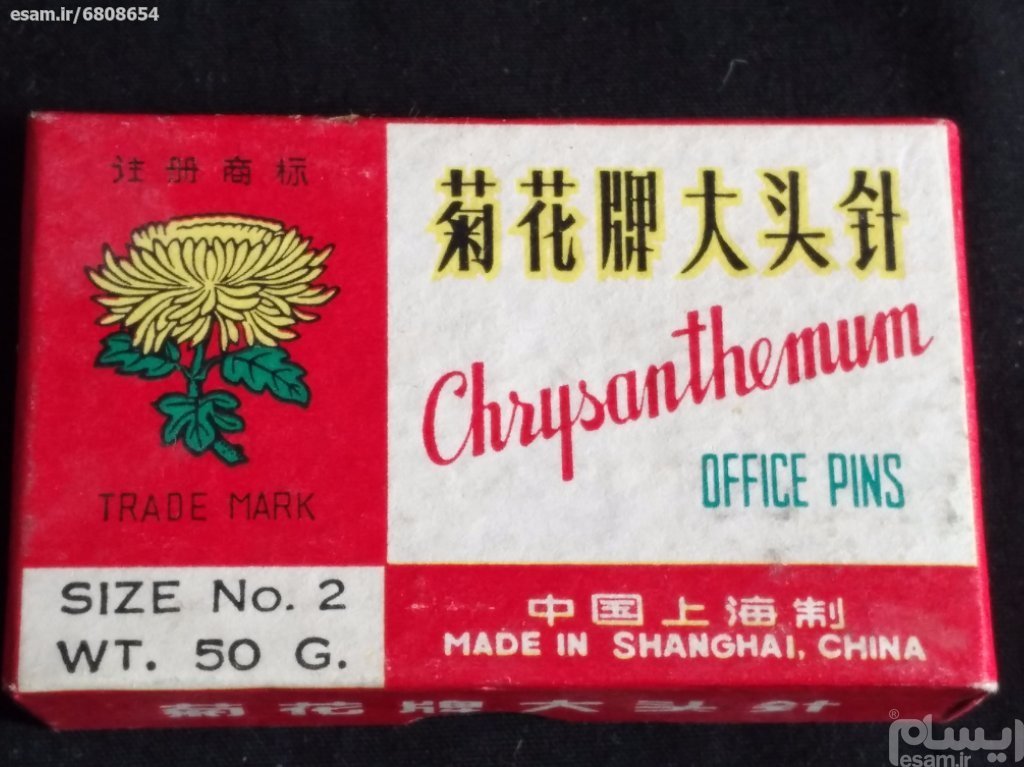 esam.ir/6808654
注册商标
TRADE MARK
SIZE No. 2
WT. 50 G.
菊花牌大头针
Chrysanthemum
OFFICE PINS
中国上海制
MADE IN SHANGHAI, CHINA
菊花牌大头针
ایسام®
esam.ir